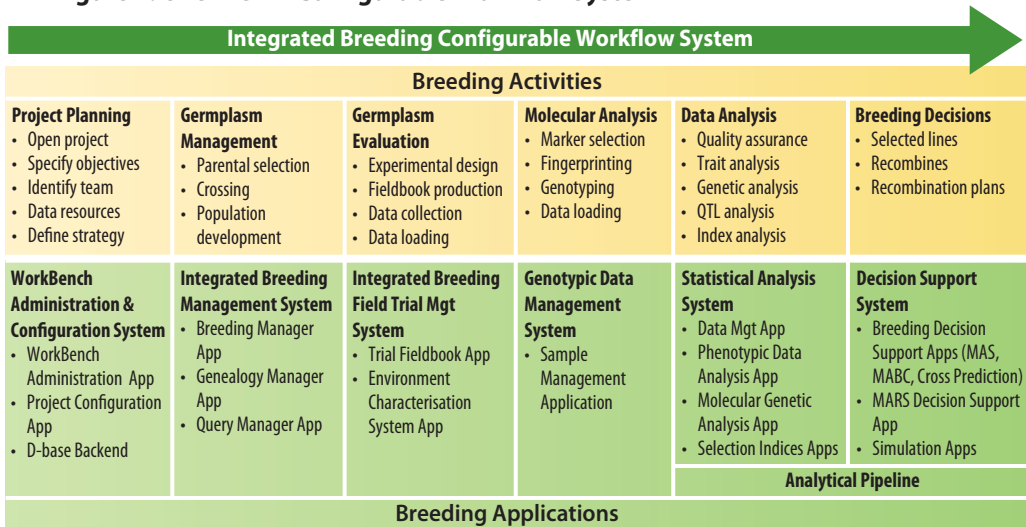 Integrated Breeding Configurable Workflow System
Breeding Activities
Project Planning
• Open project
• Specify objectives
• Identify team
• Data resources
• Define strategy
Germplasm
Management
• Parental selection
• Crossing
• Population
development
Germplasm
Evaluation
• Experimental design
• Fieldbook production
• Data collection
• Data loading
Molecular Analysis
• Marker selection
• Fingerprinting
• Genotyping
• Data loading
Data Analysis
• Quality assurance
• Trait analysis
• Genetic analysis
• QTL analysis
• Index analysis
Breeding Decisions
• Selected lines
• Recombines
• Recombination plans
WorkBench
Administration &
Configuration System
• WorkBench
Administration App
• Project Configuration
App
• D-base Backend
Integrated Breeding
Management System
• Breeding Manager
App
• Genealogy Manager
App
• Query Manager App
Integrated Breeding
Field Trial Mgt
System
• Trial Fieldbook App
• Environment
Characterisation
System App
Genotypic Data
Management
System
• Sample
Management
Application
Statistical Analysis
System
• Data Mgt App
• Phenotypic Data
Analysis App
• Molecular Genetic
Analysis App
• Selection Indices Apps
Decision Support
System
• Breeding Decision
Support Apps (MAS,
MABC, Cross Prediction)
• MARS Decision Support
App
• Simulation Apps
Analytical Pipeline
Breeding Applications